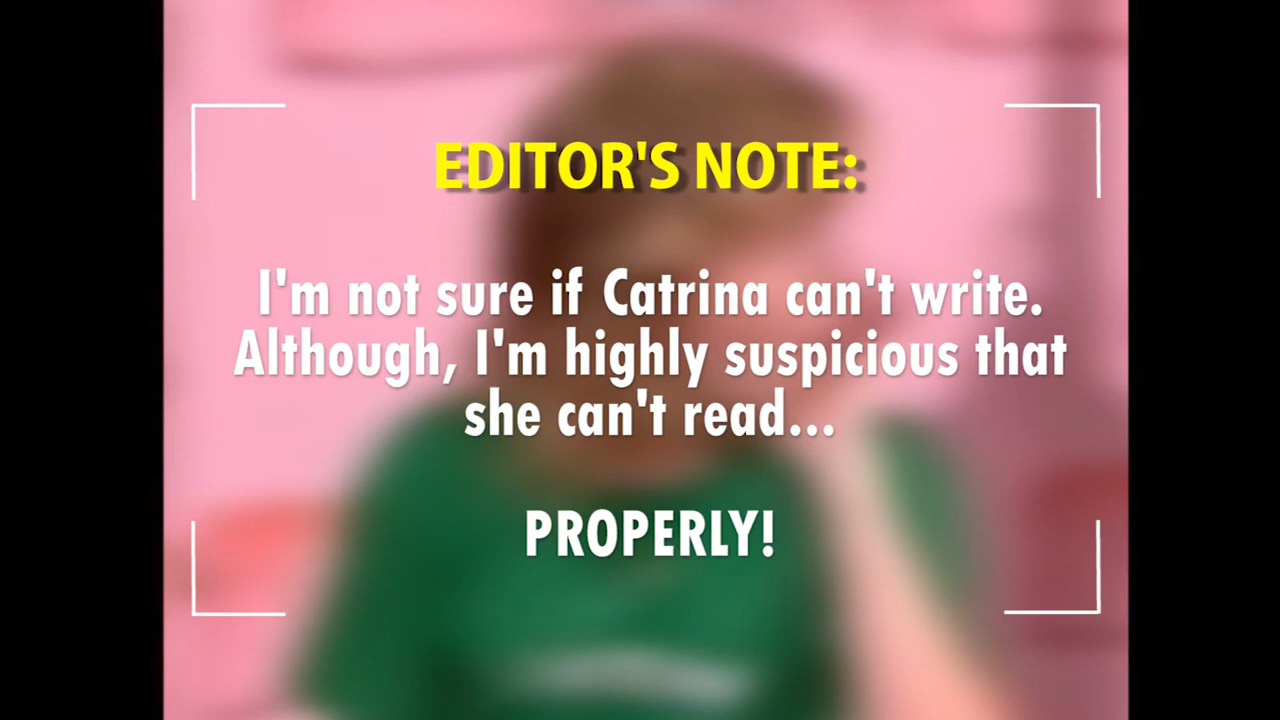 EDITOR'S NOTE:
I'm not sure if Catrina can't write.
Although, I'm highly suspicious that
she can't read...
PROPERLY!